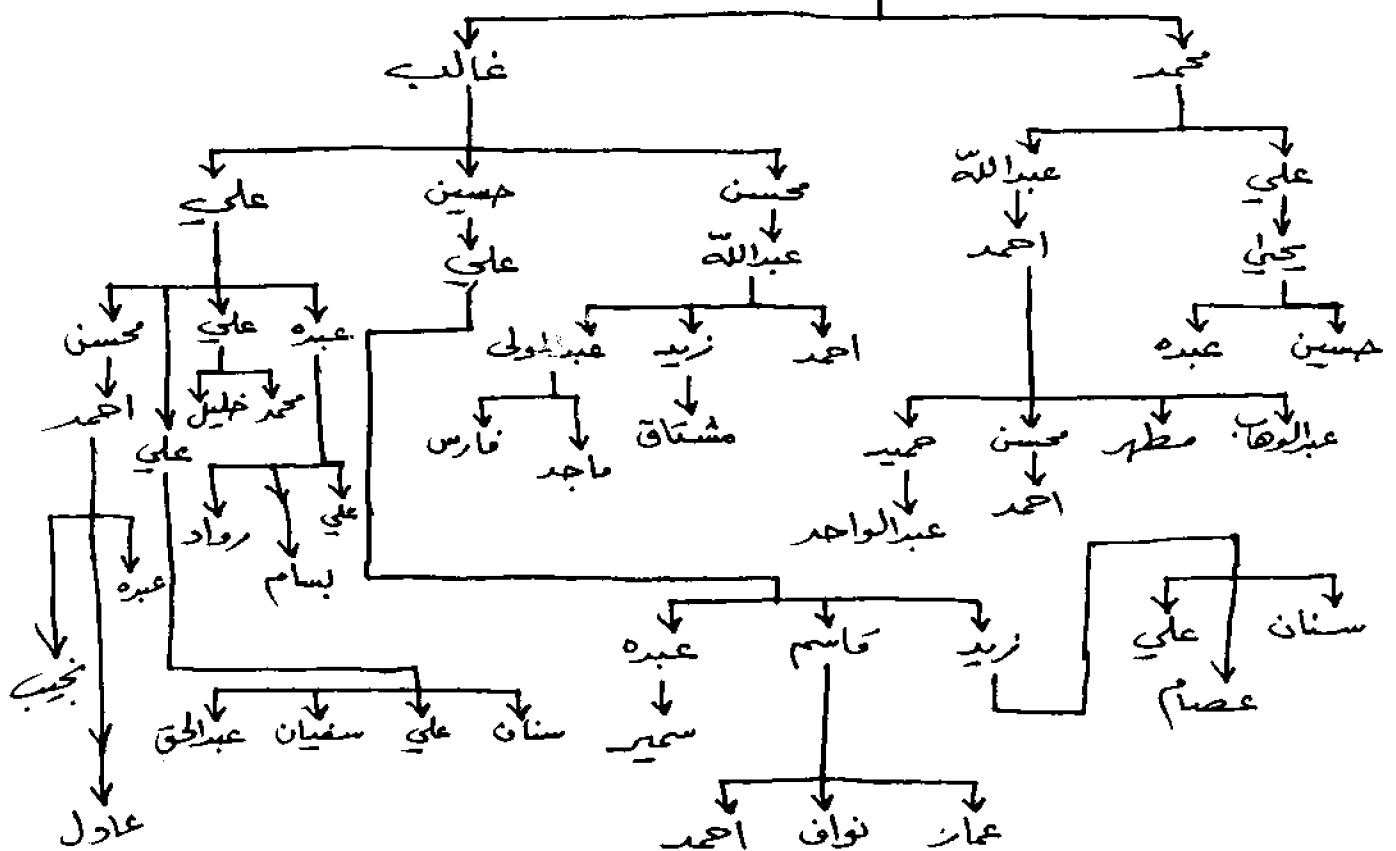 محمد غالب
علي عبدالله محسن حسين علي
يحيى احمد عبدالله علي
حسين عبده احمد زيد عبدالمولى عبده علي محسن
عبدالوهاب مطهر محسن حميد مشتاق ماجد فارس محمد خليل علي احمد
احمد عبدالواحد علي بسام رواد
سنان علي عصام زيد قاسم عبده عبده نجيب
سمير سنان علي سفيان عبدالحق
عمار نواف احمد عادل